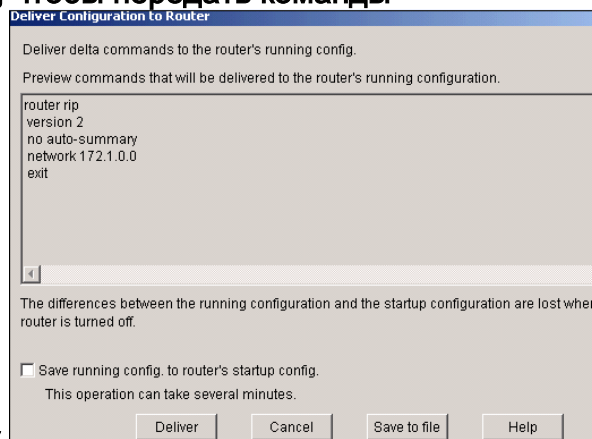 чтобы передать команды
Deliver Configuration to Router
Deliver delta commands to the router's running config.
Preview commands that will be delivered to the router's running configuration.
router rip
version 2
no auto-summary
network 172.1.0.0
exit
The differences between the running configuration and the startup configuration are lost
router is turned off.
Save running config. to router's startup config.
This operation can take several minutes.
Deliver Cancel Save to file Help